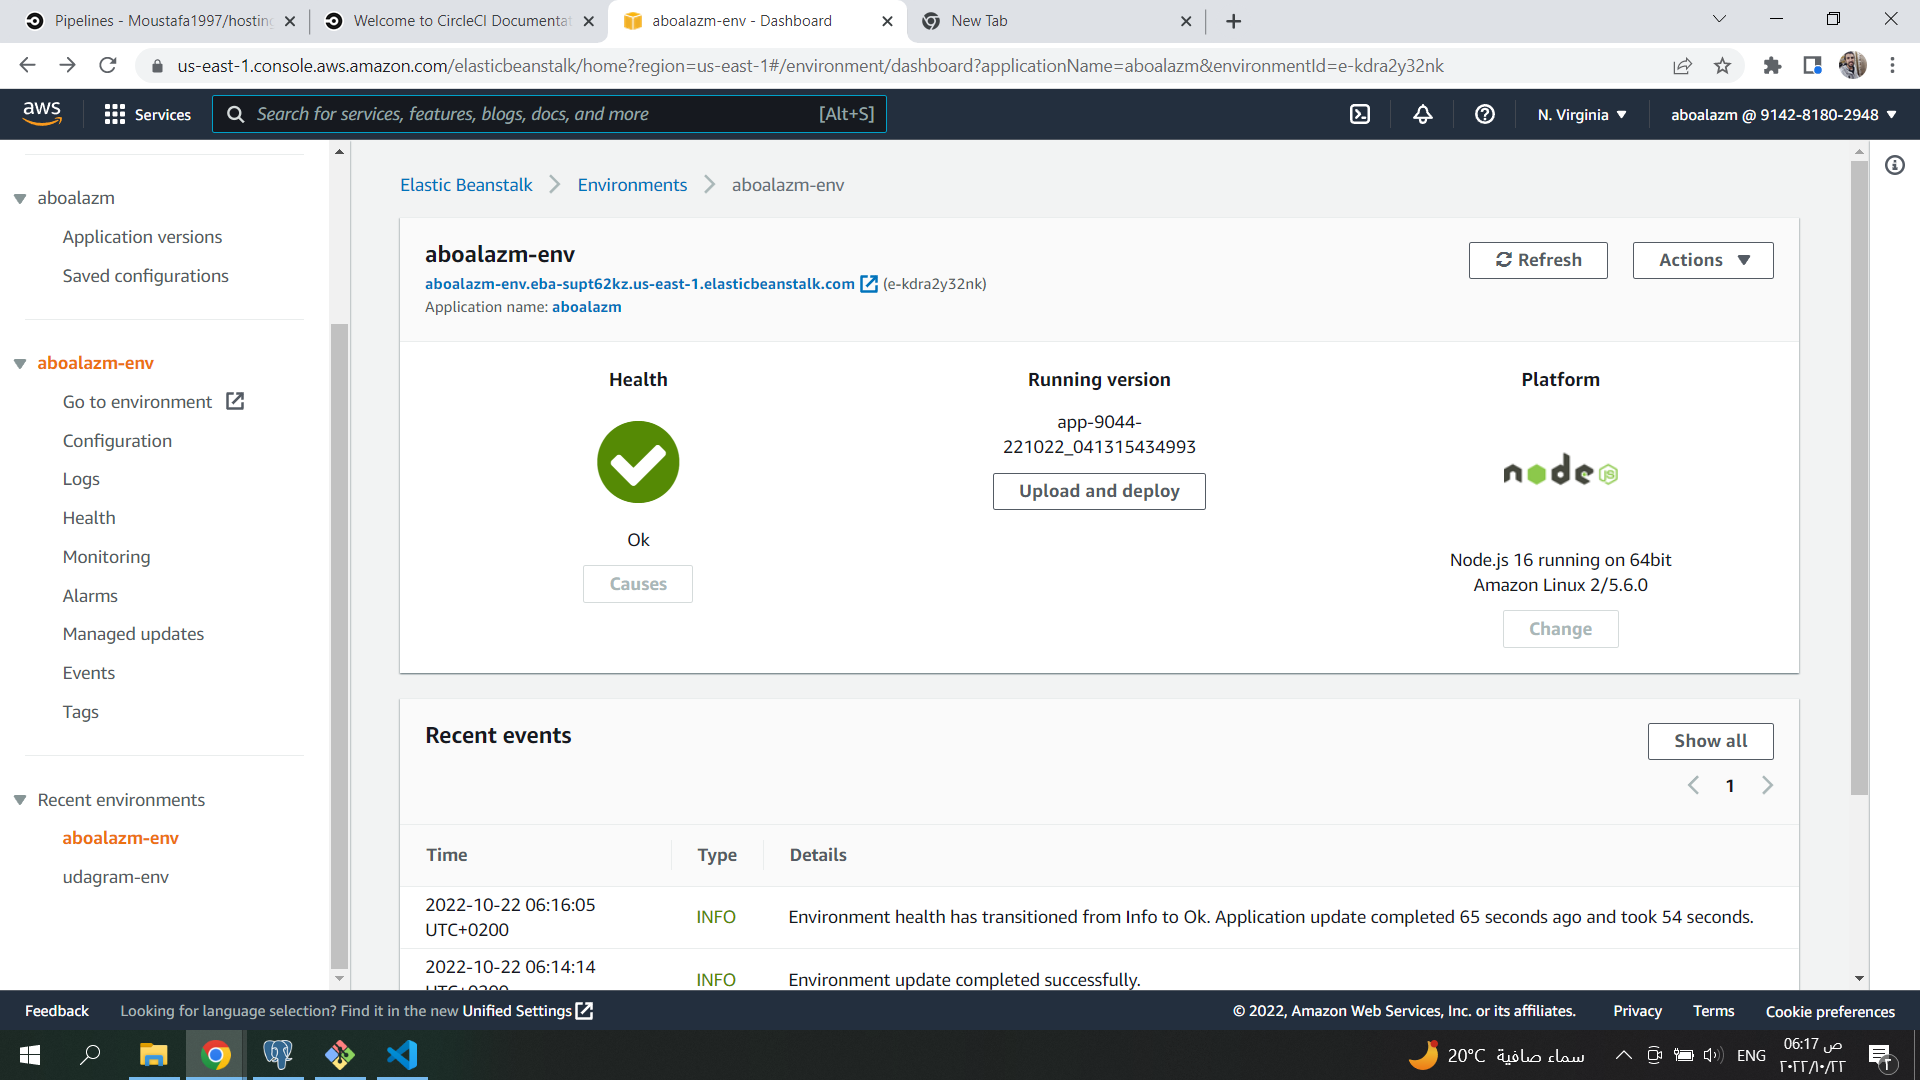 Pipelines - Moustafa1997/hosting
Welcome to CircleCI Documentat
aboalazm-env - Dashboard
New Tab
us-east-1.console.aws.amazon.com/elasticbeanstalk/home?region=us-east-1#/environment/dashboard?applicationName=aboalazm&environmentId=e-kdra2y32nk
aws
Services
Search for services, features, blogs, docs, and more
[Alt+S]
N. Virginia
aboalazm @ 9142-8180-2948
aboalazm
Application versions
Saved configurations
aboalazm-env
Go to environment
Configuration
Logs
Health
Monitoring
Alarms
Managed updates
Events
Tags
Recent environments
aboalazm-env
udagram-env
Elastic Beanstalk
Environments
aboalazm-env
aboalazm-env
aboalazm-env.eba-supt62kz.us-east-1.elasticbeanstalk.com (e-kdra2y32nk)
Application name: aboalazm
Refresh
Actions
Health
Ok
Causes
Running version
app-9044-
221022_041315434993
Upload and deploy
Platform
node JS
Node.js 16 running on 64bit
Amazon Linux 2/5.6.0
Change
Recent events
Show all
1
Time
Type
Details
2022-10-22 06:16:05
UTC+0200
INFO
Environment health has transitioned from Info to Ok. Application update completed 65 seconds ago and took 54 seconds.
2022-10-22 06:14:14
UTC+0200
INFO
Environment update completed successfully.
Feedback
Looking for language selection? Find it in the new Unified Settings
© 2022, Amazon Web Services, Inc. or its affiliates.
Privacy
Terms
Cookie preferences
20°C سماء صافية
ENG
06:17 ص
٢٠٢٢/١٠/٢٢
٢